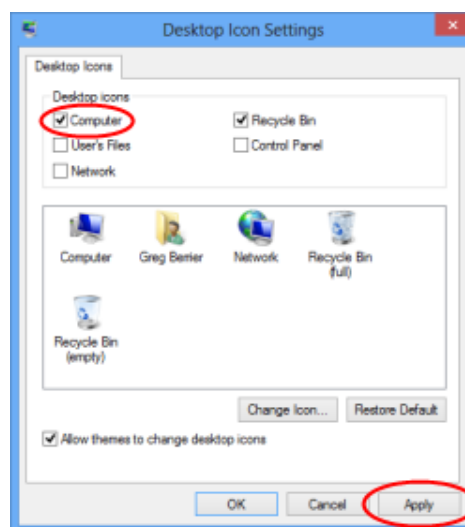 Desktop Icon Settings
Desktop Icons
Desktop icons
Computer
Recycle Bin
User's Files
Control Panel
Network
Computer
Greg Berrier
Network
Recycle Bin
(full)
Recycle Bin
(empty)
Change Icon...
Restore Default
Allow themes to change desktop icons
OK
Cancel
Apply